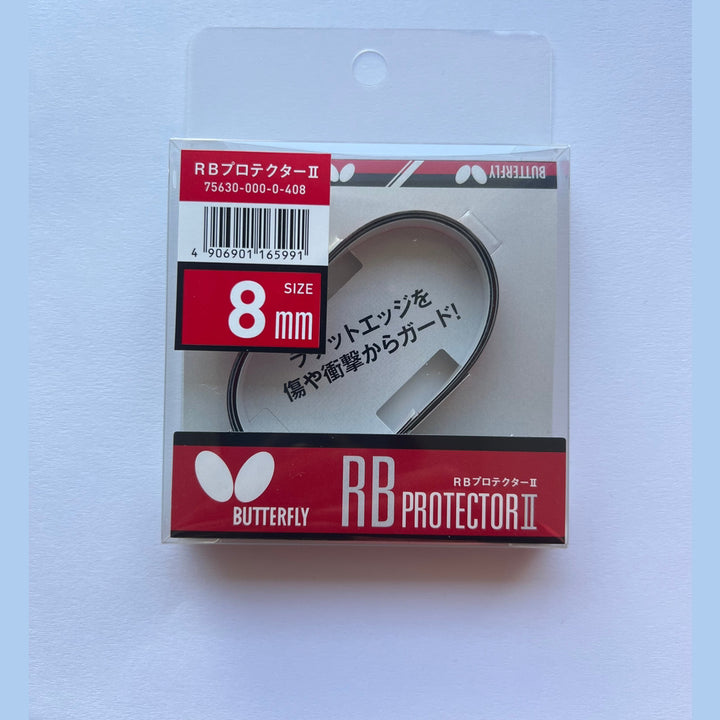 RBプロテクターⅡ
75630-000-0-408
BUTTERFLY
4 906901 165991
SIZE
8 mm
ラケットエッジを
傷や衝撃からガード!
RBプロテクターⅡ
BUTTERFLY
RB PROTECTORⅡ